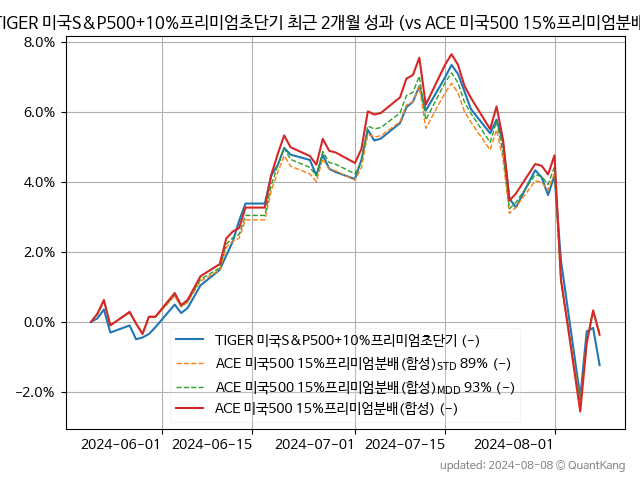 TIGER 미국S&P500+10%프리미엄초단기 최근 2개월 성과 (vs ACE 미국500 15%프리미엄분배
8.0%
6.0%
4.0%
2.0%
0.0%
−2.0%
TIGER 미국S&P500+10%프리미엄초단기 (-)
ACE 미국500 15%프리미엄분배(합성)STD 89% (-)
ACE 미국500 15%프리미엄분배(합성)MDD 93% (-)
ACE 미국500 15%프리미엄분배(합성) (-)
2024-06-01 2024-06-15 2024-07-01 2024-07-15 2024-08-01
updated: 2024-08-08 © QuantKang